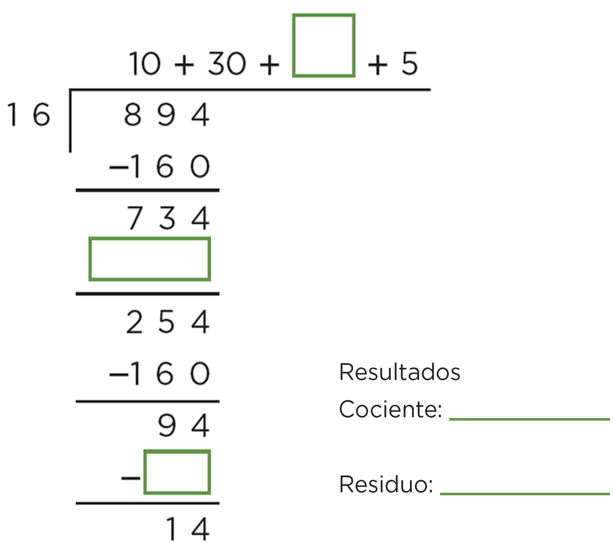 10 + 30 + + 5
16 894
−160
734
254
−160
94
−
14
Resultados
Cociente:
Residuo: